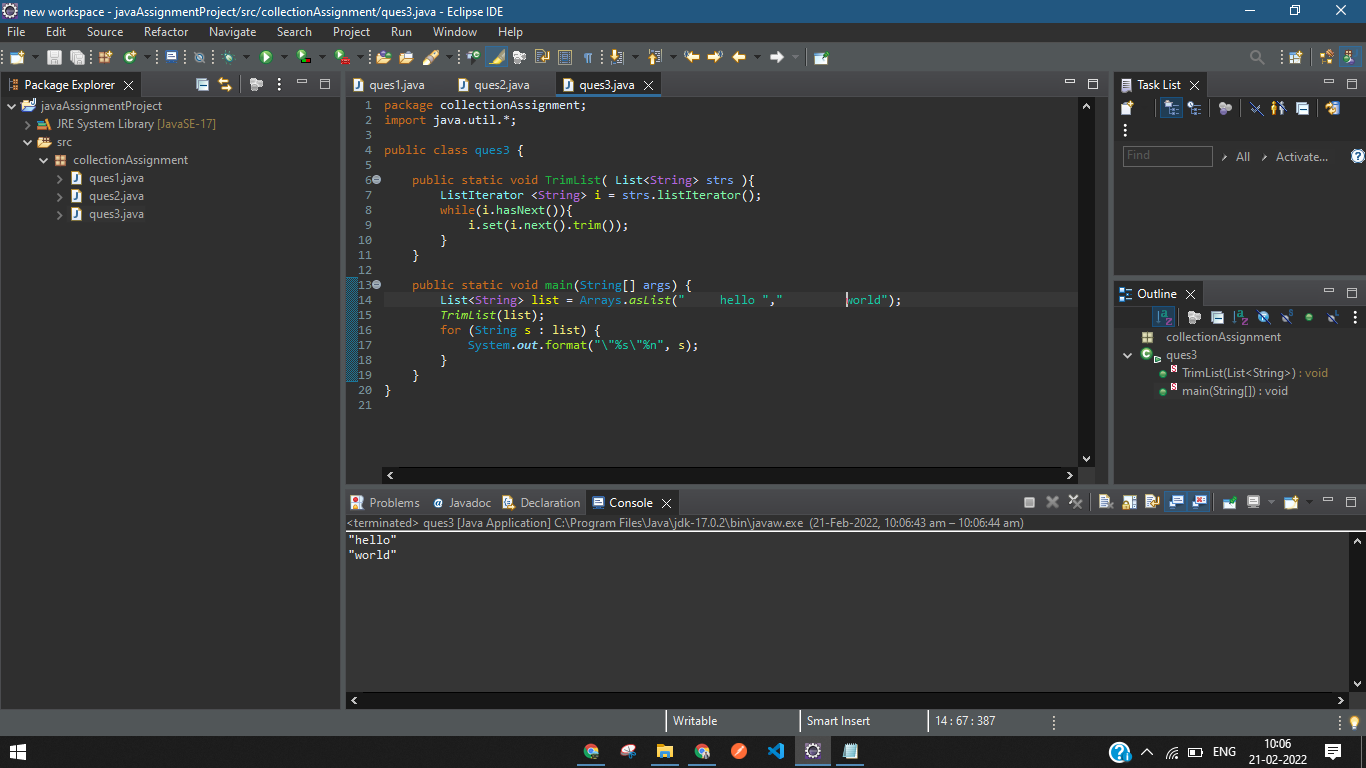 new workspace - javaAssignmentProject/src/collectionAssignment/ques3.java - Eclipse IDE
File Edit Source Refactor Navigate Search Project Run Window Help
Package Explorer
javaAssignmentProject
JRE System Library [JavaSE-17]
src
collectionAssignment
ques1.java
ques2.java
ques3.java
ques1.java ques2.java ques3.java
1 package collectionAssignment;
2 import java.util.*;
3
4 public class ques3 {
5
6 public static void TrimList( List<String> strs ){
7 ListIterator <String> i = strs.listIterator();
8 while(i.hasNext()){
9 i.set(i.next().trim());
10 }
11 }
12
13 public static void main(String[] args) {
14 List<String> list = Arrays.asList("     hello ","         world");
15 TrimList(list);
16 for (String s : list) {
17 System.out.format("\"%s\"%n", s);
18 }
19 }
20 }
21
Task List
Find All Activate...
Outline
collectionAssignment
ques3
TrimList(List<String>) : void
main(String[]) : void
Problems @ Javadoc Declaration Console
<terminated> ques3 [Java Application] C:\Program Files\Java\jdk-17.0.2\bin\javaw.exe (21-Feb-2022, 10:06:43 am – 10:06:44 am)
"hello"
"world"
Writable Smart Insert 14 : 67 : 387
ENG 10:06
21-02-2022